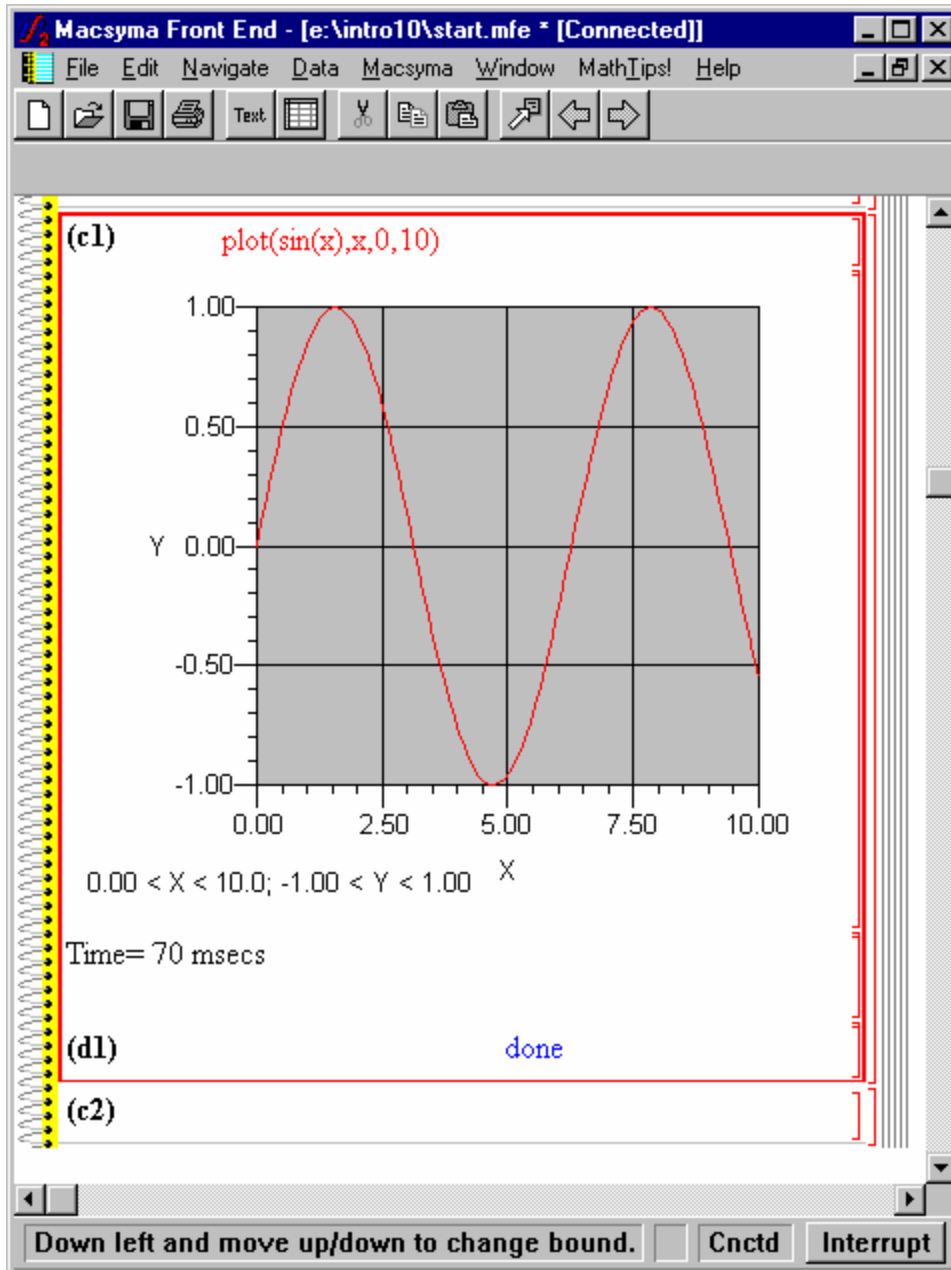 Macsyma Front End - [e:\intro10\start.mfe * [Connected]]
File Edit Navigate Data Macsyma Window MathTips! Help
Text
(c1) plot(sin(x),x,0,10)
1.00
0.50
Y 0.00
-0.50
-1.00
0.00 2.50 5.00 7.50 10.00
X
0.00 < X < 10.0; -1.00 < Y < 1.00
Time= 70 msecs
(d1) done
(c2)
Down left and move up/down to change bound. Cnctd Interrupt